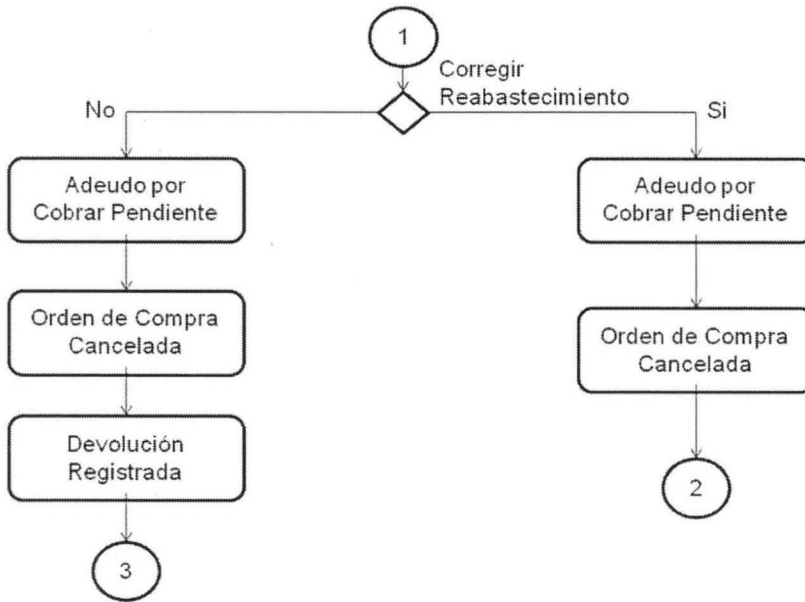 1
Corregir
Reabastecimiento
No
Si
Adeudo por
Cobrar Pendiente
Orden de Compra
Cancelada
Devolución
Registrada
3
Adeudo por
Cobrar Pendiente
Orden de Compra
Cancelada
2